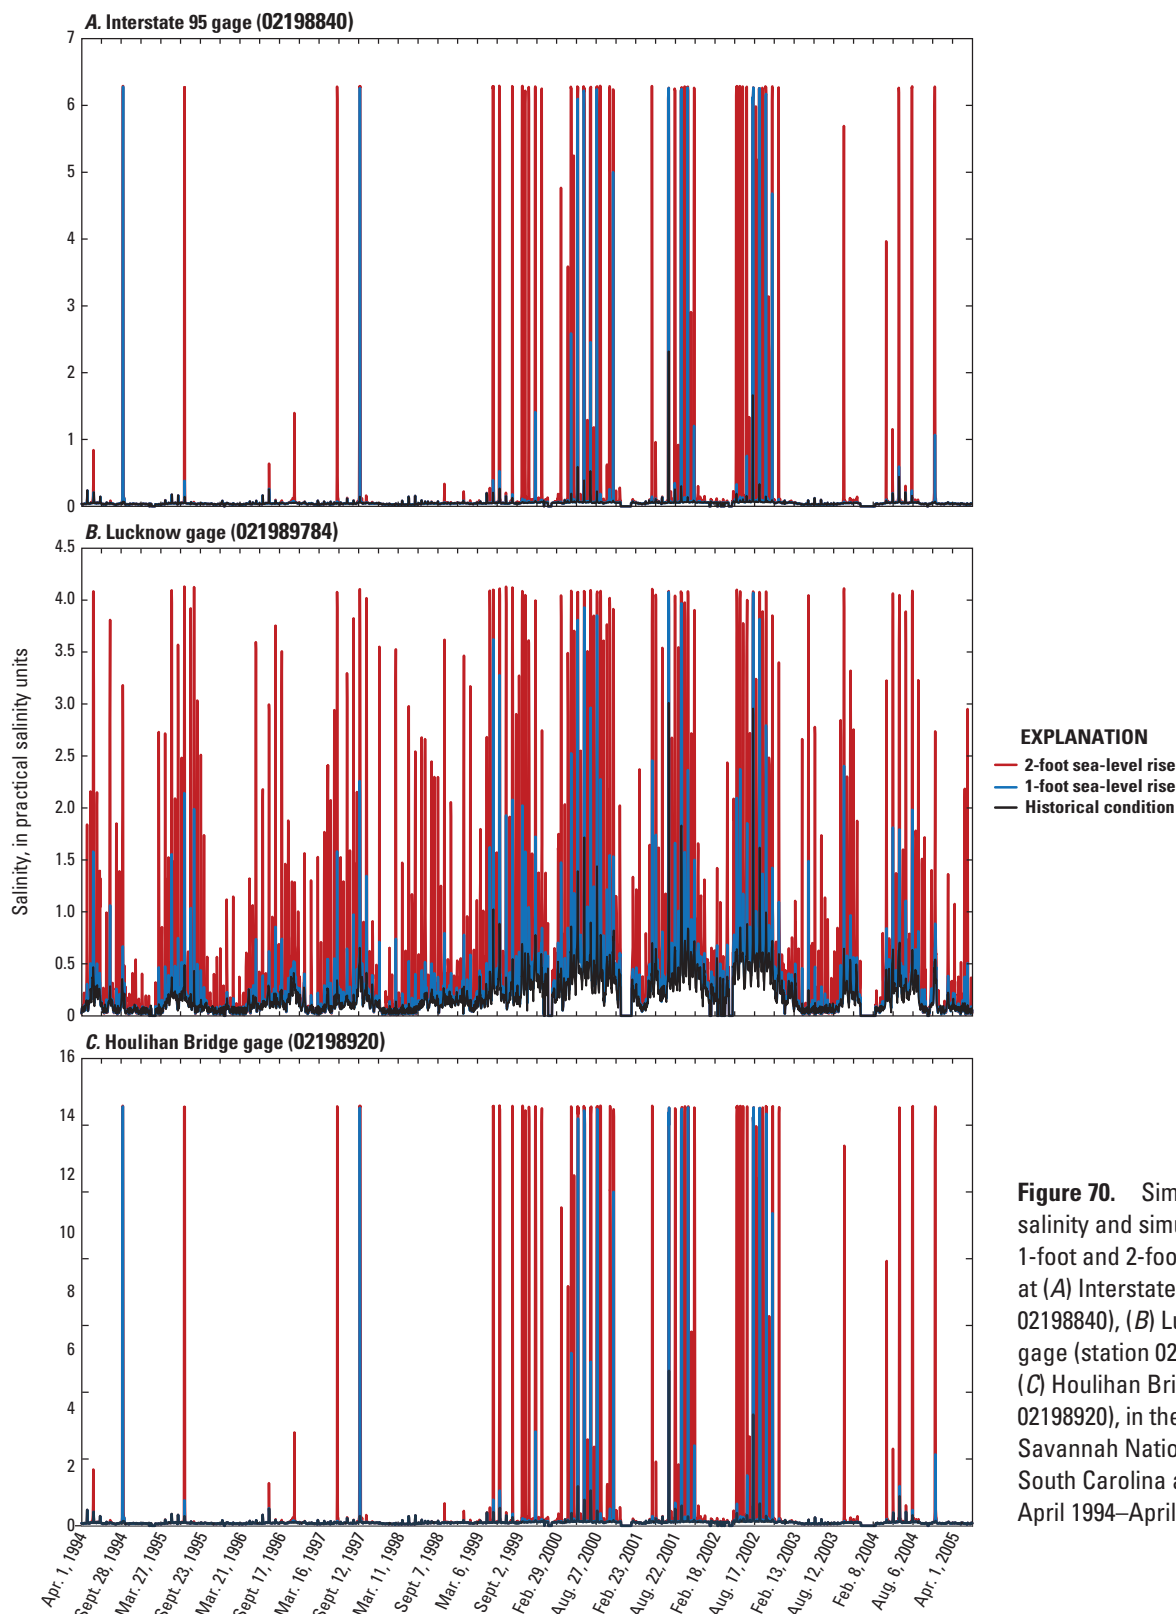 A. Interstate 95 gage (02198840)
7
6
5
4
3
2
1
0
B. Lucknow gage (021989784)
4.5
4.0
3.5
3.0
2.5
2.0
1.5
1.0
0.5
0
Salinity, in practical salinity units
EXPLANATION
2-foot sea-level rise
1-foot sea-level rise
Historical condition
C. Houlihan Bridge gage (02198920)
16
14
12
10
8
6
4
2
0
Apr. 1, 1994
Sept. 28, 1994
Mar. 27, 1995
Sept. 23, 1995
Mar. 21, 1996
Sept. 17, 1996
Mar. 16, 1997
Sept. 12, 1997
Mar. 11, 1998
Sept. 7, 1998
Mar. 6, 1999
Sept. 2, 1999
Feb. 29, 2000
Aug. 27, 2000
Feb. 23, 2001
Aug. 22, 2001
Feb. 18, 2002
Aug. 17, 2002
Feb. 13, 2003
Aug. 12, 2003
Feb. 8, 2004
Aug. 6, 2004
Apr. 1, 2005
Figure 70. Sim
salinity and simu
1-foot and 2-foo
at (A) Interstate
02198840), (B) Lu
gage (station 02
(C) Houlihan Bri
02198920), in the
Savannah Natio
South Carolina a
April 1994–April